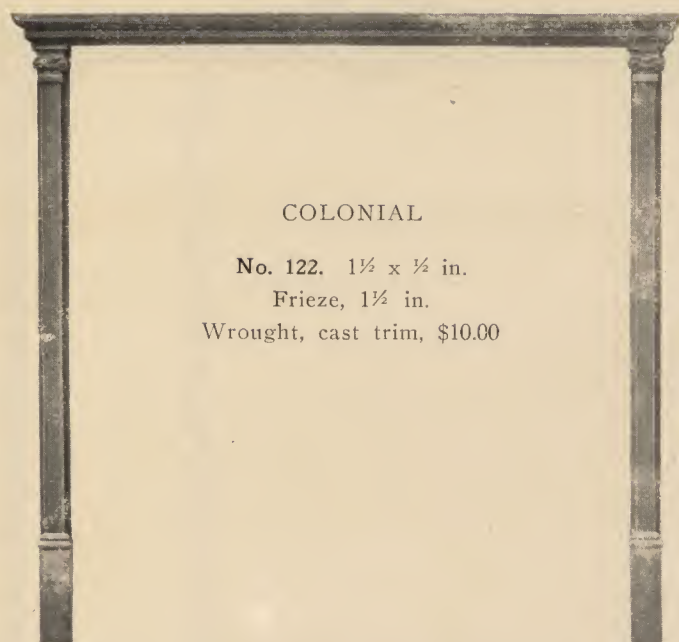 COLONIAL
No. 122. 1½ x ½ in.
Frieze, 1½ in.
Wrought, cast trim, $10.00